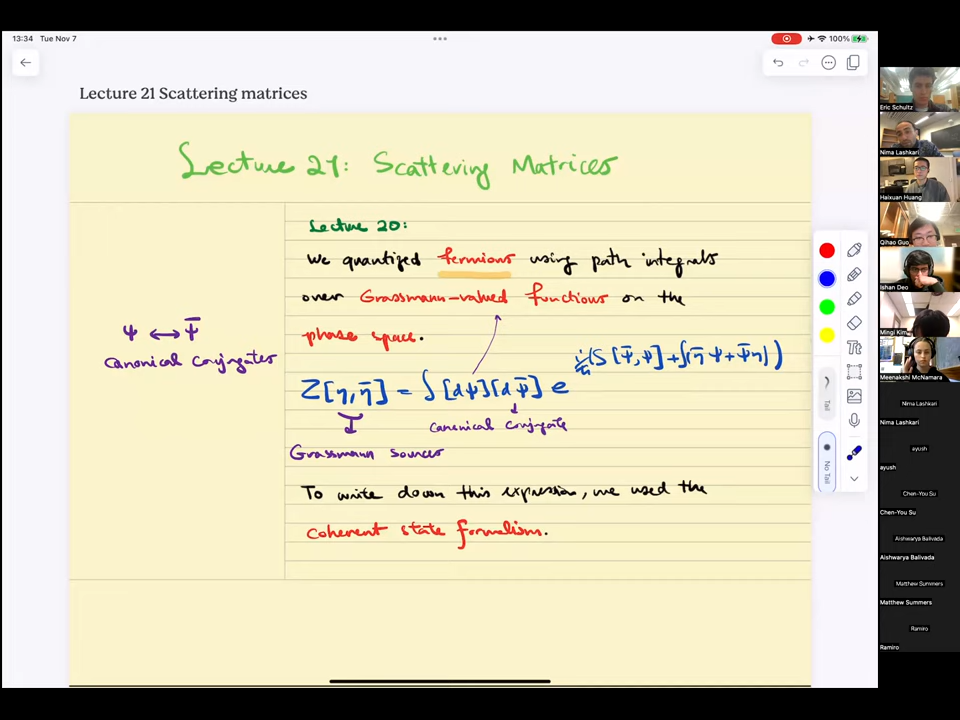 13:34 Tue Nov 7
100%
Lecture 21 Scattering matrices
Lecture 21: Scattering Matrices
Lecture 20:
We quantized fermions using path integrals
over Grassmann-valued functions on the
phase space.
ψ ↔ ψ̄
canonical conjugates
Z[η, η̄] = ∫ [dψ][dψ̄] e^{i/ħ (S[ψ̄, ψ] + ∫(η̄ψ + ψ̄η))}
canonical conjugate
Grassmann sources
To write down this expression, we used the
coherent state formalism.
Tail
No Tail
Eric Schultz
Nima Lashkari
Haixuan Huang
Qihao Guo
Ishan Deo
Mingi Kim
Meenakshi McNamara
Nima Lashkari
Nima Lashkari
ayush
ayush
Chen-You Su
Chen-You Su
Aishwarya Balivada
Aishwarya Balivada
Matthew Summers
Matthew Summers
Ramiro
Ramiro